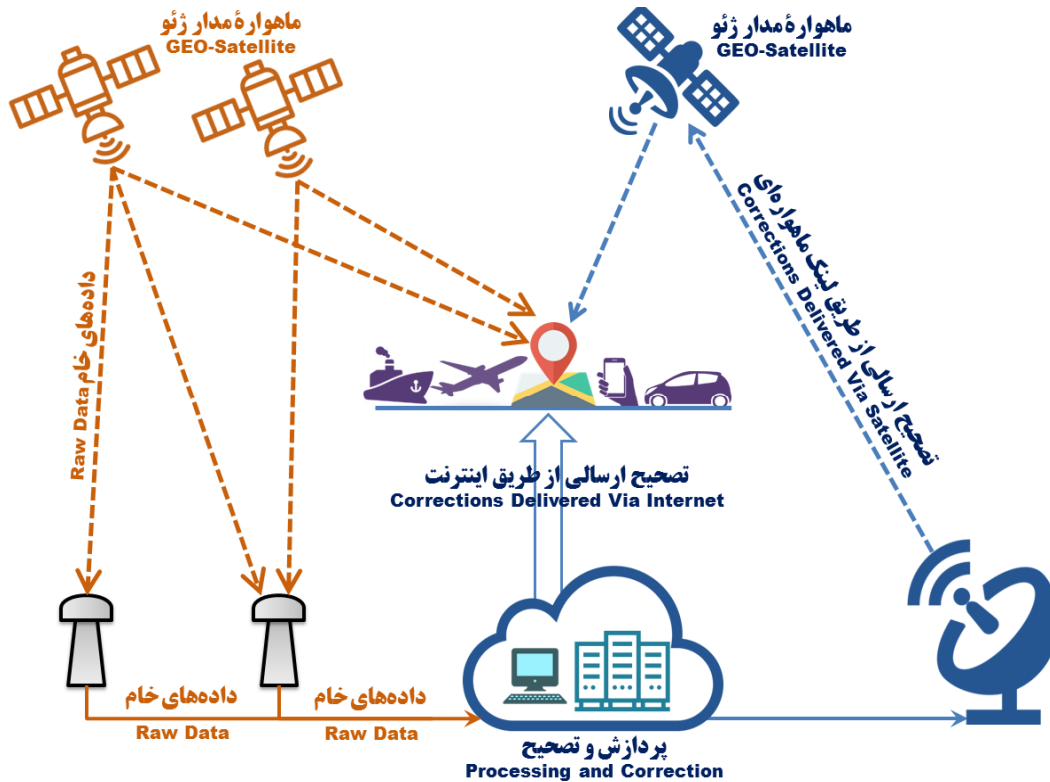 ماهوارهٔ مدار ژئو
GEO-Satellite
ماهوارهٔ مدار ژئو
GEO-Satellite
داده‌های خام
Raw Data
تصحیح ارسالی از طریق لینک ماهواره‌ای
Corrections Delivered Via Satellite
تصحیح ارسالی از طریق اینترنت
Corrections Delivered Via Internet
داده‌های خام
Raw Data
داده‌های خام
Raw Data
پردازش و تصحیح
Processing and Correction